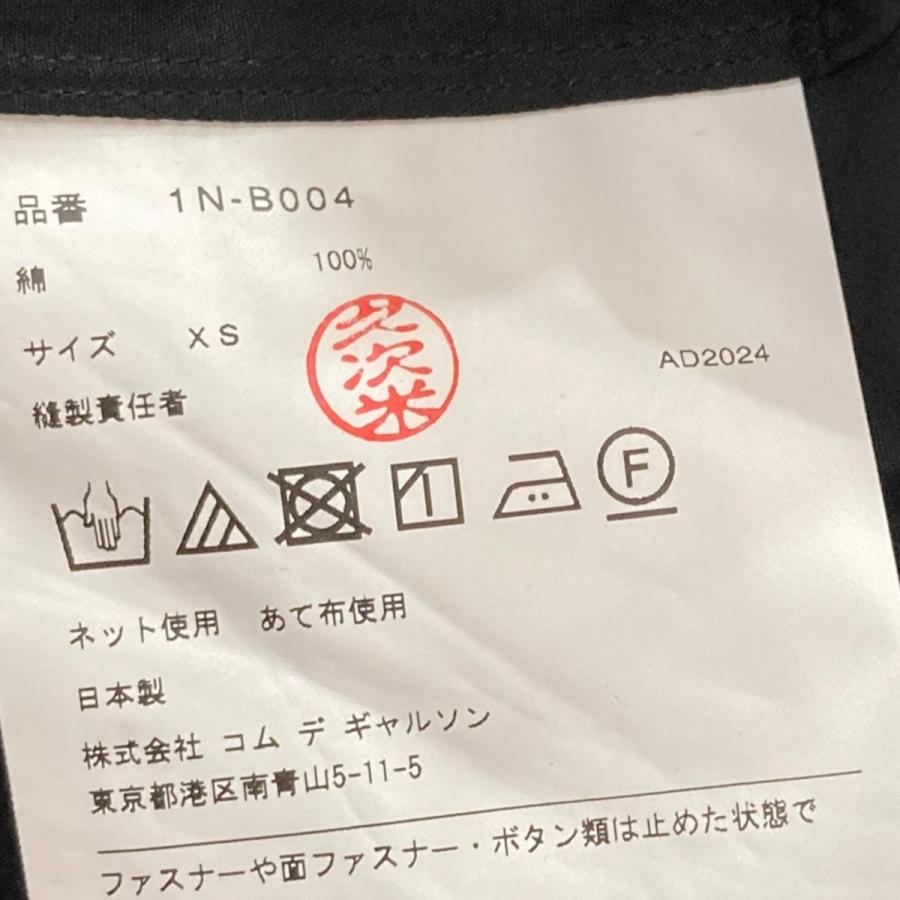 品番 1N-B004
綿 100%
サイズ XS
AD2024
縫製責任者
F
ネット使用 あて布使用
日本製
株式会社 コム デ ギャルソン
東京都港区南青山5-11-5
ファスナーや面ファスナー・ボタン類は止めた状態で